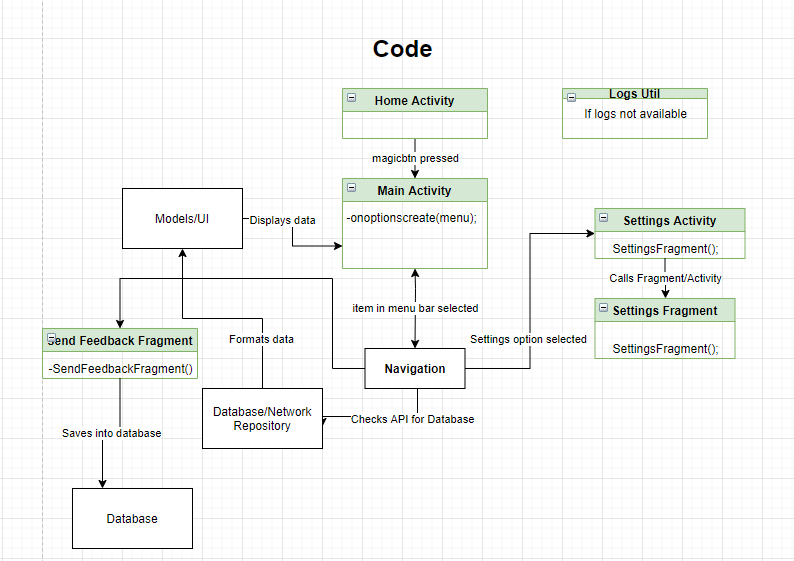 Code
Home Activity
Logs Util
If logs not available
magicbtn pressed
Main Activity
-onoptionscreate(menu);
Models/UI
Displays data
Settings Activity
SettingsFragment();
Calls Fragment/Activity
item in menu bar selected
Settings Fragment
SettingsFragment();
Send Feedback Fragment
-SendFeedbackFragment()
Formats data
Settings option selected
Navigation
Database/Network
Repository
Checks API for Database
Saves into database
Database